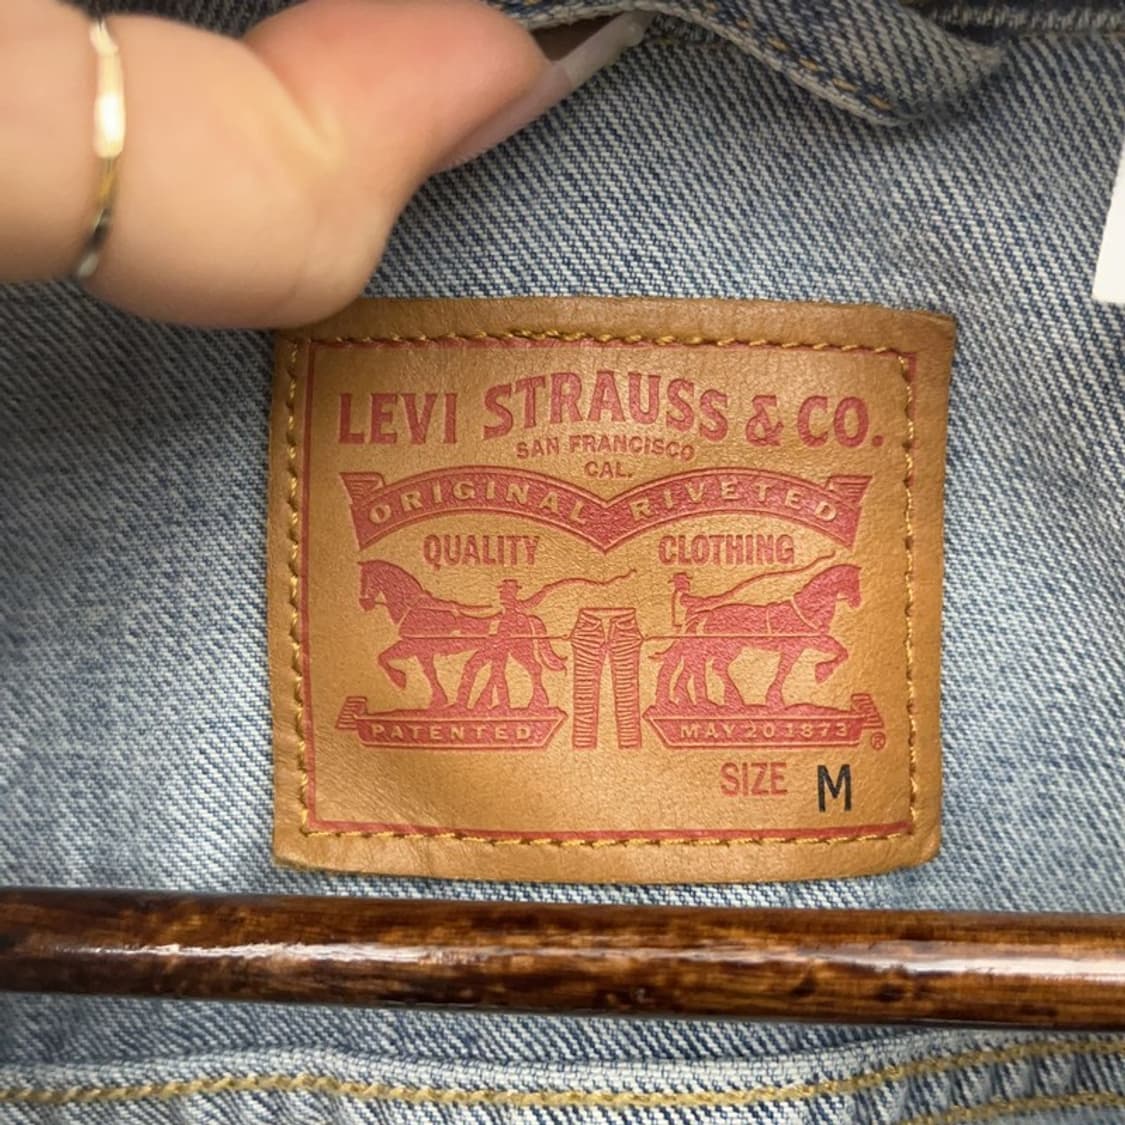 LEVI STRAUSS & CO.
SAN FRANCISCO
CAL.
ORIGINAL RIVETED
QUALITY CLOTHING
PATENTED MAY 20 1873 ®
SIZE M